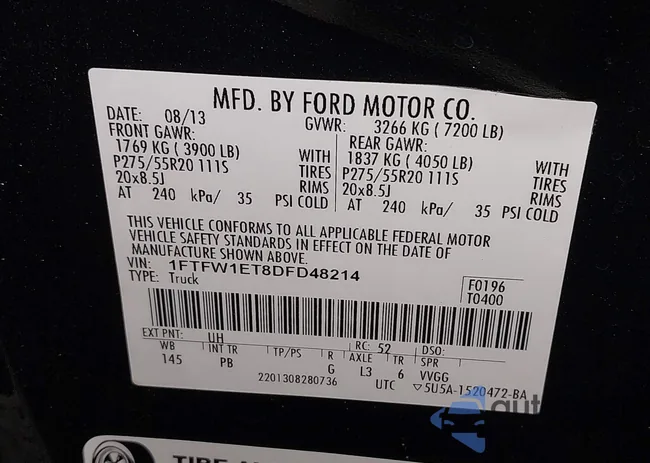 MFD. BY FORD MOTOR CO.
DATE: 08/13 GVWR: 3266 KG ( 7200 LB)
FRONT GAWR: REAR GAWR:
1769 KG ( 3900 LB) WITH 1837 KG ( 4050 LB) WITH
P275/55R20 111S TIRES P275/55R20 111S TIRES
20x8.5J RIMS 20x8.5J RIMS
AT 240 kPa/ 35 PSI COLD AT 240 kPa/ 35 PSI COLD
THIS VEHICLE CONFORMS TO ALL APPLICABLE FEDERAL MOTOR
VEHICLE SAFETY STANDARDS IN EFFECT ON THE DATE OF
MANUFACTURE SHOWN ABOVE.
VIN: 1FTFW1ET8DFD48214 F0196
TYPE: Truck T0400
EXT PNT: UH RC: 52 DSO:
WB INT TR TP/PS R AXLE TR SPR
145 PB G L3 6 VVGG
2201308280736 UTC ▽5U5A-1520472-BA
aut